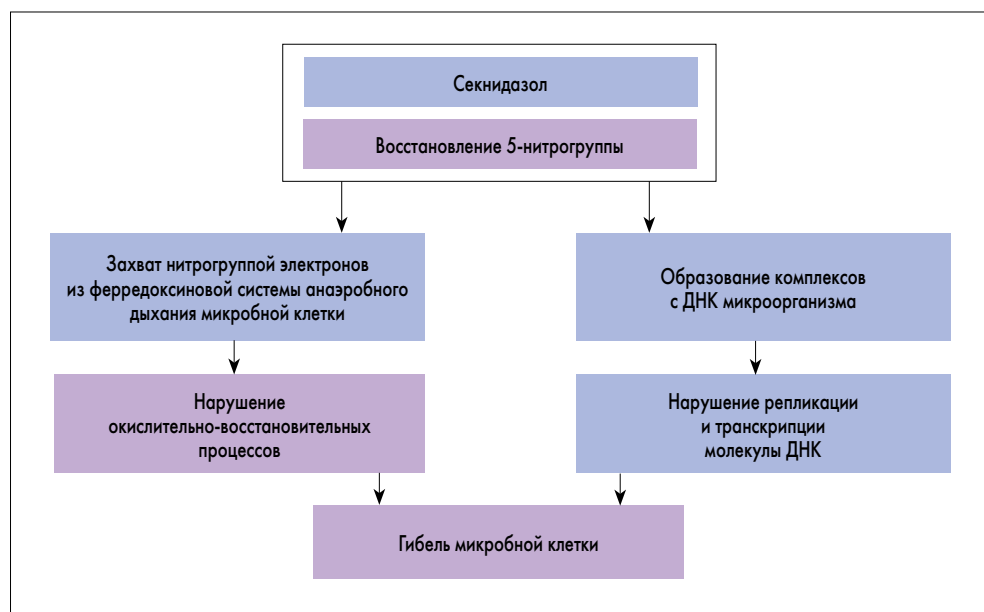 Секнидазол
Восстановление 5-нитрогруппы
Захват нитрогруппой электронов
из ферредоксиновой системы анаэробного
дыхания микробной клетки
Образование комплексов
с ДНК микроорганизма
Нарушение
окислительно-восстановительных
процессов
Нарушение репликации
и транскрипции
молекулы ДНК
Гибель микробной клетки